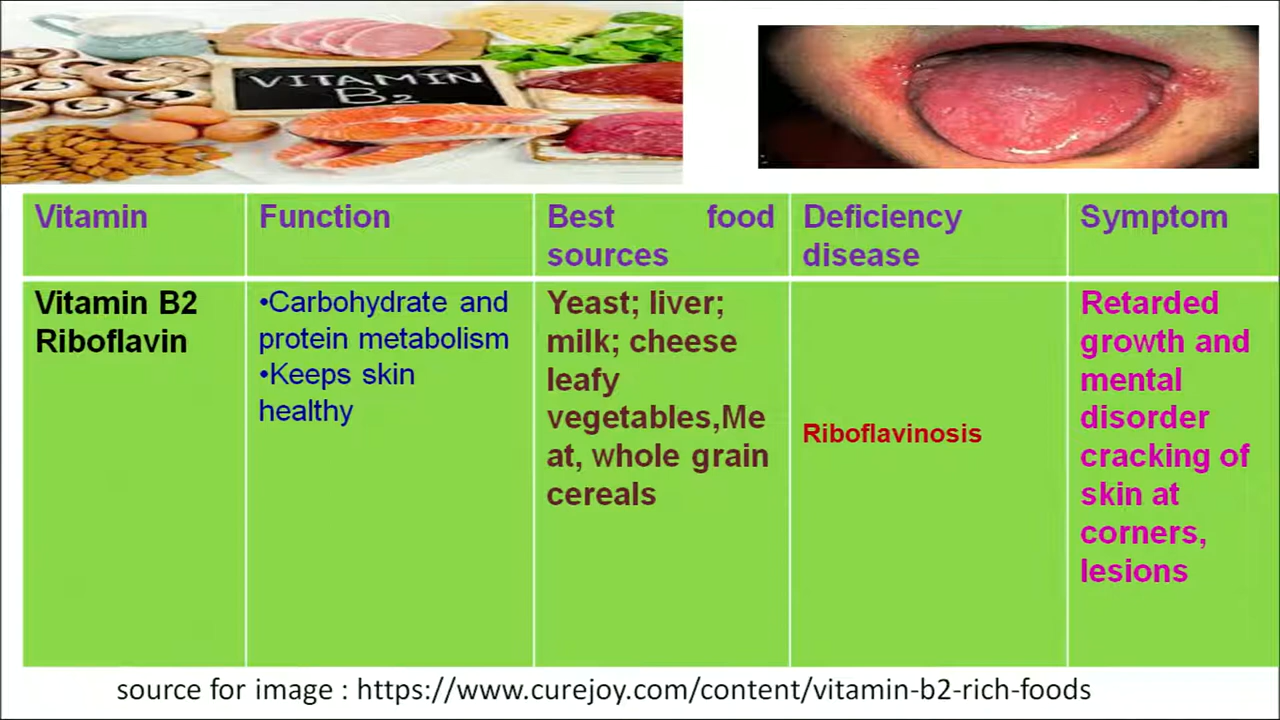 VITAMIN
B2
Vitamin
Function
Best food
sources
Deficiency
disease
Symptom
Vitamin B2
Riboflavin
•Carbohydrate and
protein metabolism
•Keeps skin
healthy
Yeast; liver;
milk; cheese
leafy
vegetables,Me
at, whole grain
cereals
Riboflavinosis
Retarded
growth and
mental
disorder
cracking of
skin at
corners,
lesions
source for image : https://www.curejoy.com/content/vitamin-b2-rich-foods